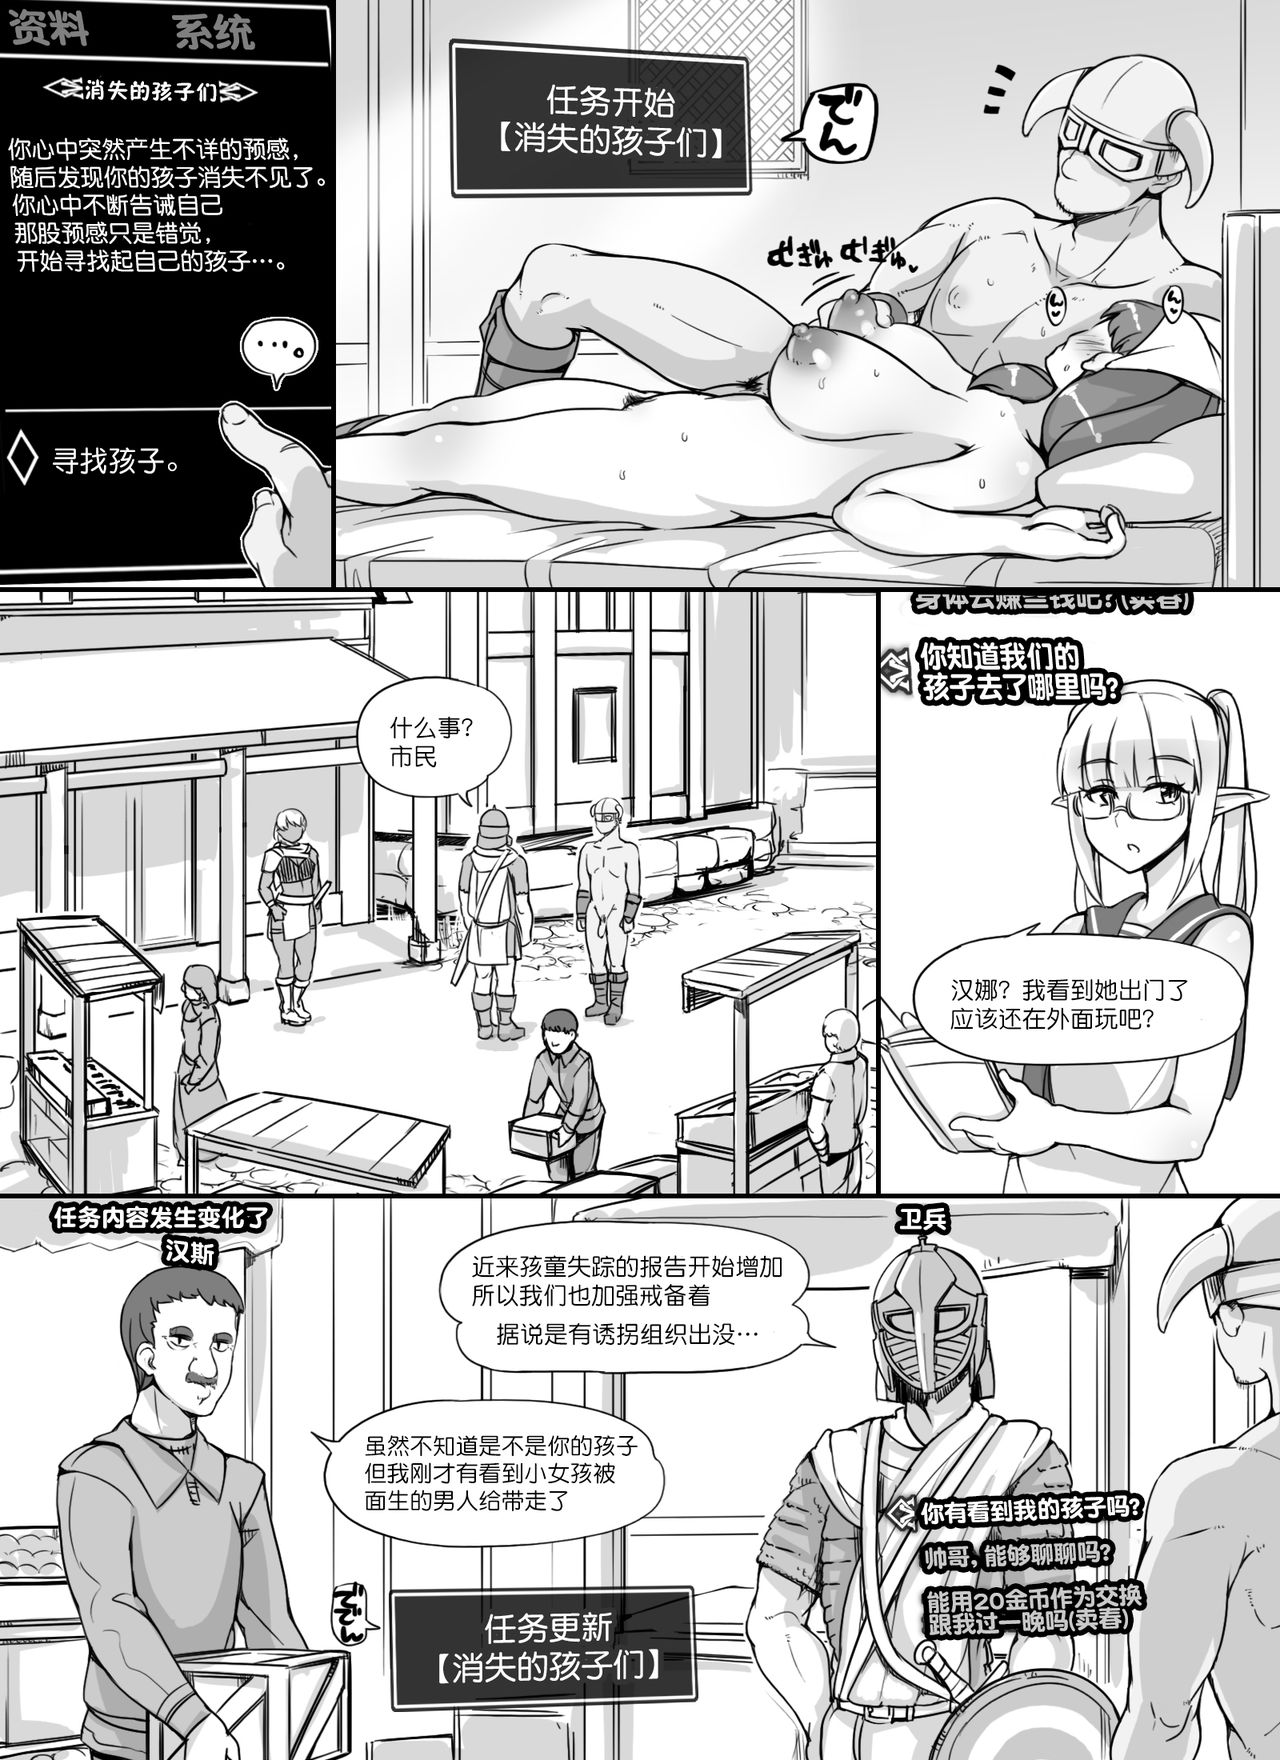 资料 系统
消失的孩子们
你心中突然产生不详的预感，
随后发现你的孩子消失不见了。
你心中不断告诫自己
那股预感只是错觉，
开始寻找起自己的孩子…。
….。
寻找孩子。
任务开始
【消失的孩子们】
でん
むぎゅ むぎゅ
ん
ん
什么事？
市民
身体去赚些钱吧?(卖春)
你知道我们的
孩子去了哪里吗?
汉娜？我看到她出门了
应该还在外面玩吧？
任务内容发生变化了
汉斯
卫兵
近来孩童失踪的报告开始增加
所以我们也加强戒备着
据说是有诱拐组织出没…
虽然不知道是不是你的孩子
但我刚才有看到小女孩被
面生的男人给带走了
你有看到我的孩子吗?
帅哥，能够聊聊吗?
能用20金币作为交换
跟我过一晚吗(卖春)
ででん
任务更新
【消失的孩子们】